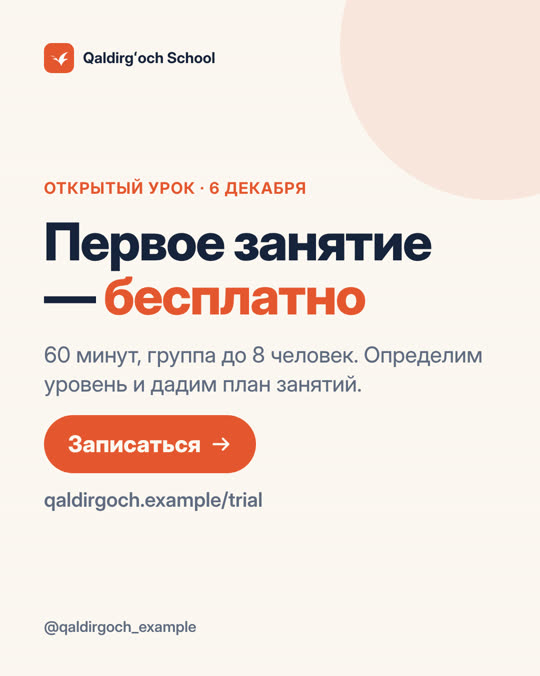 Qaldirgʻoch School
ОТКРЫТЫЙ УРОК · 6 ДЕКАБРЯ
Первое занятие
— бесплатно
60 минут, группа до 8 человек. Определим
уровень и дадим план занятий.
Записаться →
qaldirgoch.example/trial
@qaldirgoch_example